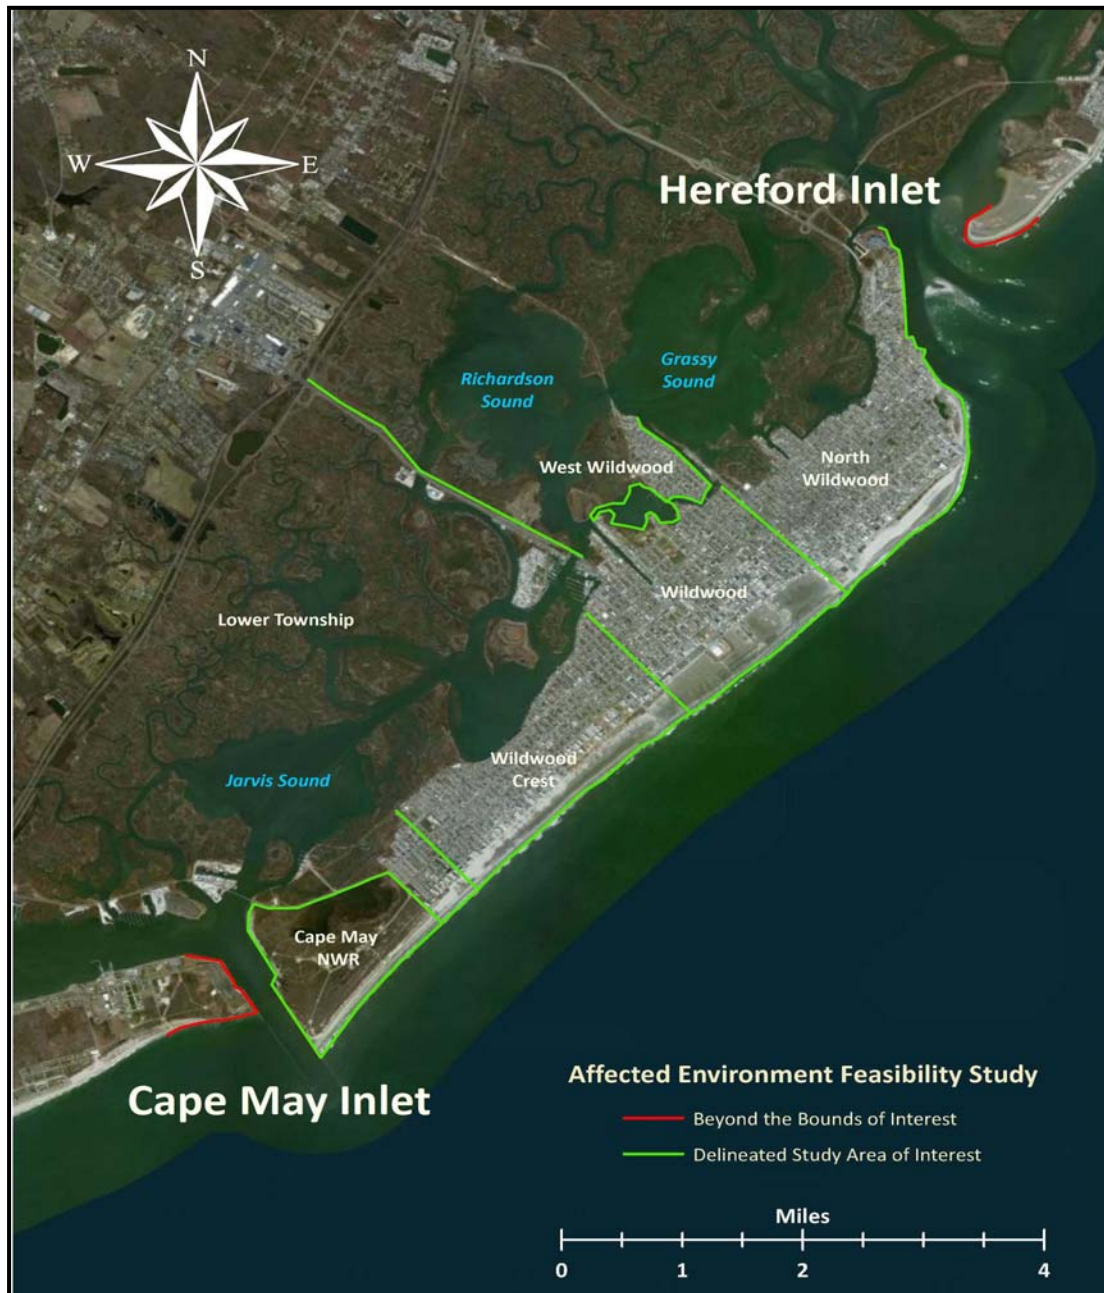 N
W E
S
Hereford Inlet
Grassy
Sound
Richardson
Sound
North
Wildwood
West Wildwood
Wildwood
Lower Township
Wildwood
Crest
Jarvis Sound
Cape May
NWR
Cape May Inlet
Affected Environment Feasibility Study
Beyond the Bounds of Interest
Delineated Study Area of Interest
Miles
0 1 2 4